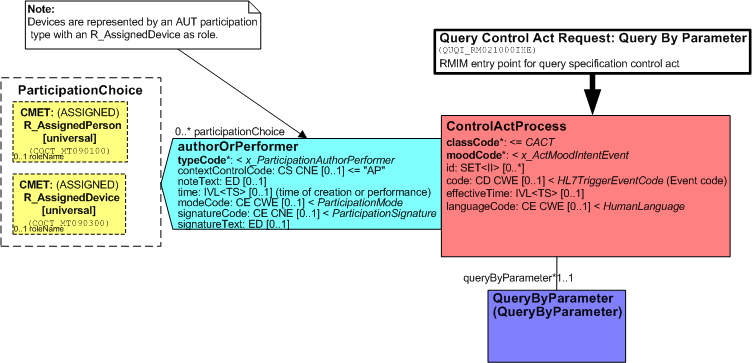 Note:
Devices are represented by an AUT participation
type with an R_AssignedDevice as role.
Query Control Act Request: Query By Parameter
(QUQI_RM021000IHE)
RMIM entry point for query specification control act
ParticipationChoice
CMET: (ASSIGNED)
R_AssignedPerson
[universal]
(COCT_MT090100)
0..1 roleName
CMET: (ASSIGNED)
R_AssignedDevice
[universal]
(COCT_MT090300)
0..1 roleName
0..* participationChoice
authorOrPerformer
typeCode*: < x_ParticipationAuthorPerformer
contextControlCode: CS CNE [0..1] <= "AP"
noteText: ED [0..1]
time: IVL<TS> [0..1] (time of creation or performance)
modeCode: CE CWE [0..1] < ParticipationMode
signatureCode: CE CNE [0..1] < ParticipationSignature
signatureText: ED [0..1]
ControlActProcess
classCode*: <= CACT
moodCode*: < x_ActMoodIntentEvent
id: SET<II> [0..*]
code: CD CWE [0..1] < HL7TriggerEventCode (Event code)
effectiveTime: IVL<TS> [0..1]
languageCode: CE CWE [0..1] < HumanLanguage
queryByParameter*1..1
QueryByParameter
(QueryByParameter)